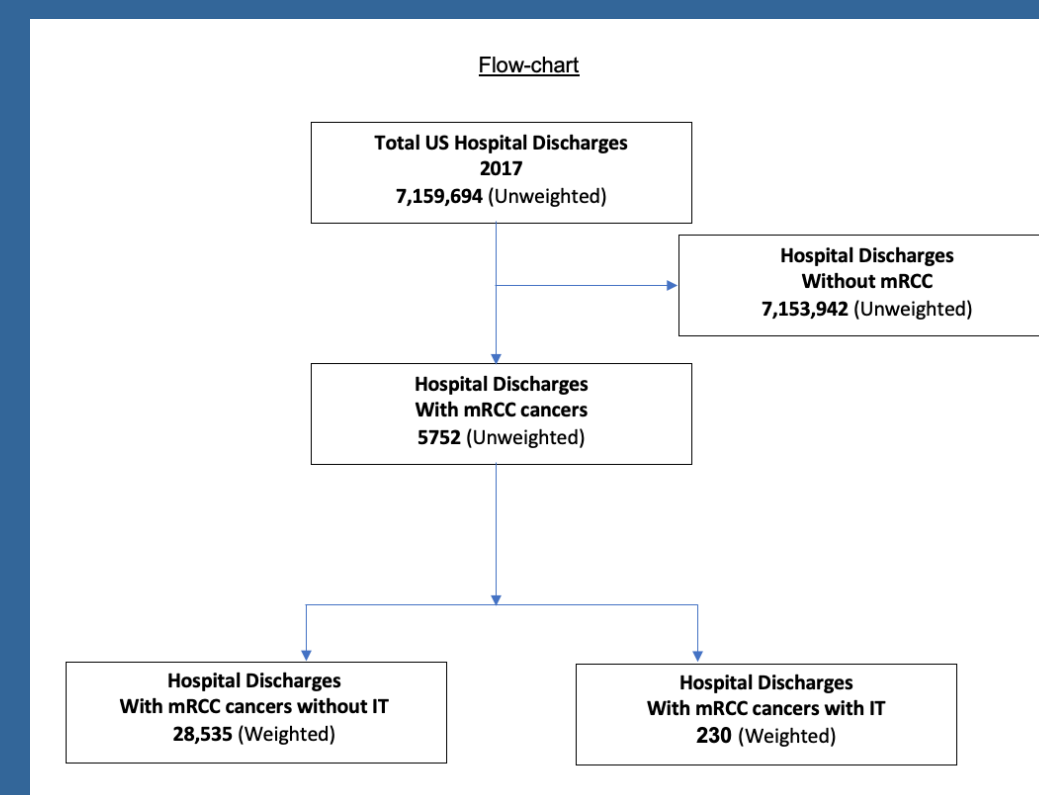 Flow-chart
Total US Hospital Discharges
2017
7,159,694 (Unweighted)
Hospital Discharges
Without mRCC
7,153,942 (Unweighted)
Hospital Discharges
With mRCC cancers
5752 (Unweighted)
Hospital Discharges
With mRCC cancers without IT
28,535 (Weighted)
Hospital Discharges
With mRCC cancers with IT
230 (Weighted)